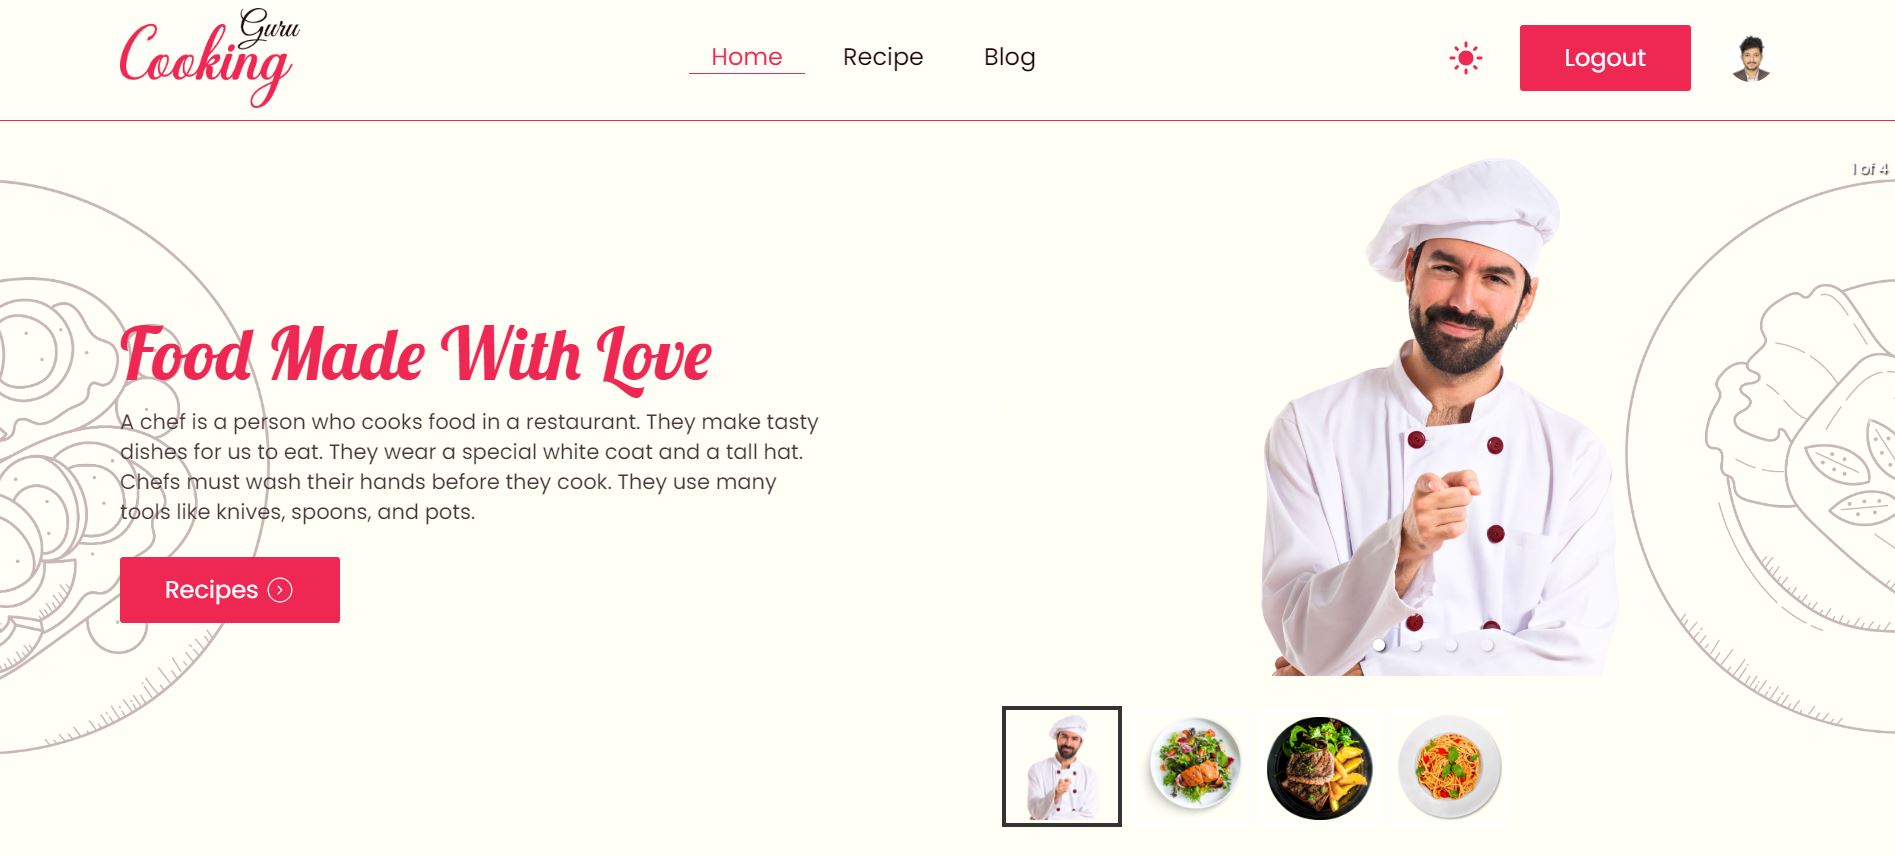 Cooking Guru
Home
Recipe
Blog
Logout
1 of 4
Food Made With Love
A chef is a person who cooks food in a restaurant. They make tasty
dishes for us to eat. They wear a special white coat and a tall hat.
Chefs must wash their hands before they cook. They use many
tools like knives, spoons, and pots.
Recipes